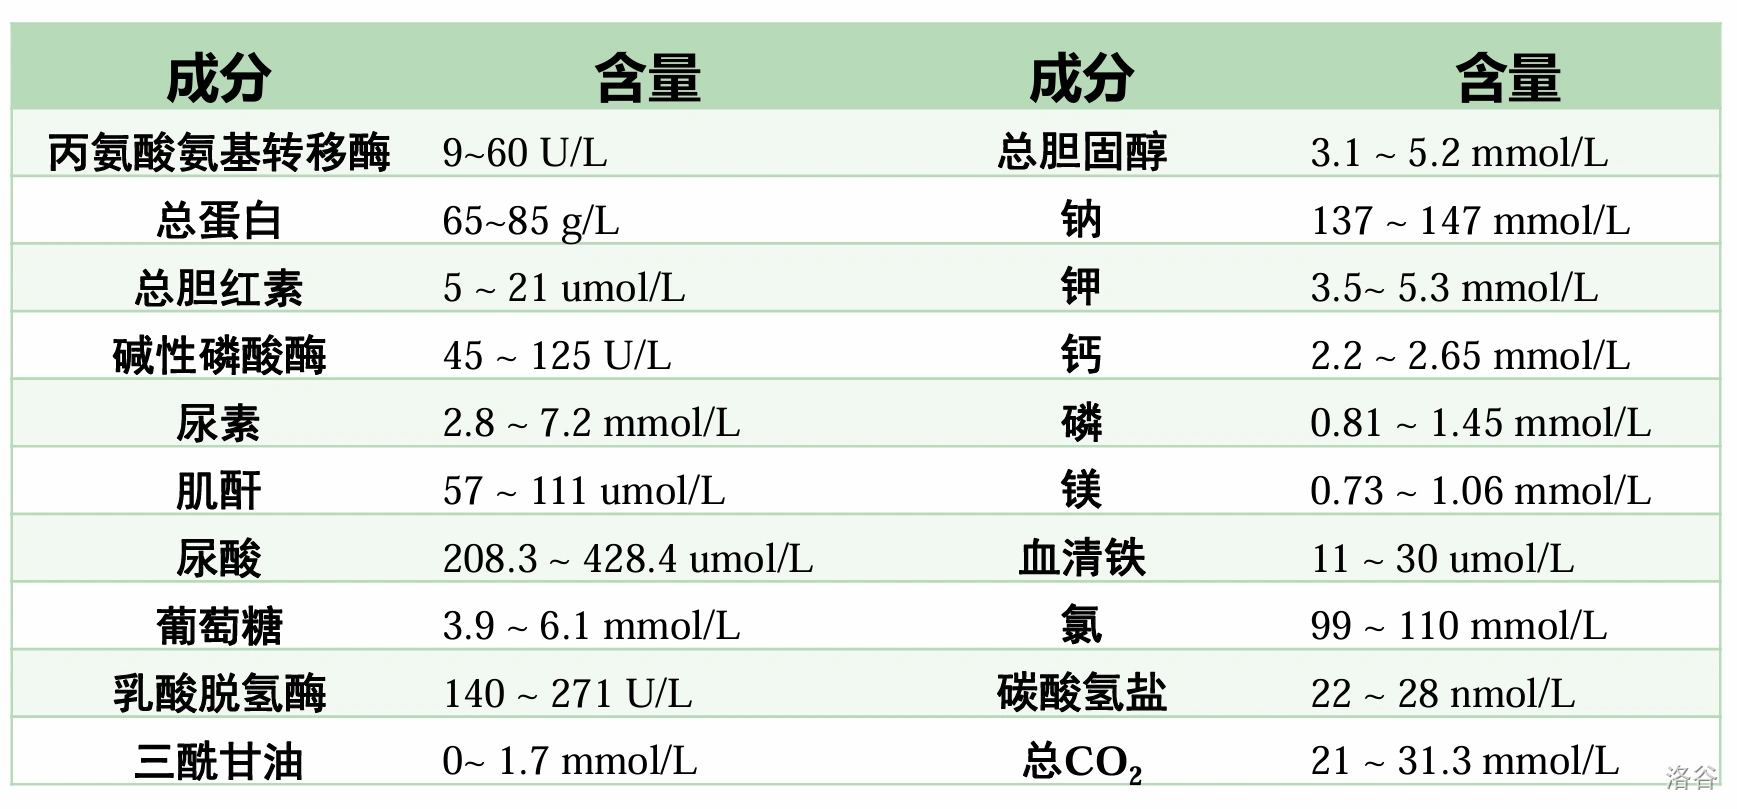 成分 含量 成分 含量
丙氨酸氨基转移酶 9~60 U/L 总胆固醇 3.1 ~ 5.2 mmol/L
总蛋白 65~85 g/L 钠 137 ~ 147 mmol/L
总胆红素 5 ~ 21 umol/L 钾 3.5~ 5.3 mmol/L
碱性磷酸酶 45 ~ 125 U/L 钙 2.2 ~ 2.65 mmol/L
尿素 2.8 ~ 7.2 mmol/L 磷 0.81 ~ 1.45 mmol/L
肌酐 57 ~ 111 umol/L 镁 0.73 ~ 1.06 mmol/L
尿酸 208.3 ~ 428.4 umol/L 血清铁 11 ~ 30 umol/L
葡萄糖 3.9 ~ 6.1 mmol/L 氯 99 ~ 110 mmol/L
乳酸脱氢酶 140 ~ 271 U/L 碳酸氢盐 22 ~ 28 nmol/L
三酰甘油 0~ 1.7 mmol/L 总CO₂ 21 ~ 31.3 mmol/L
洛谷